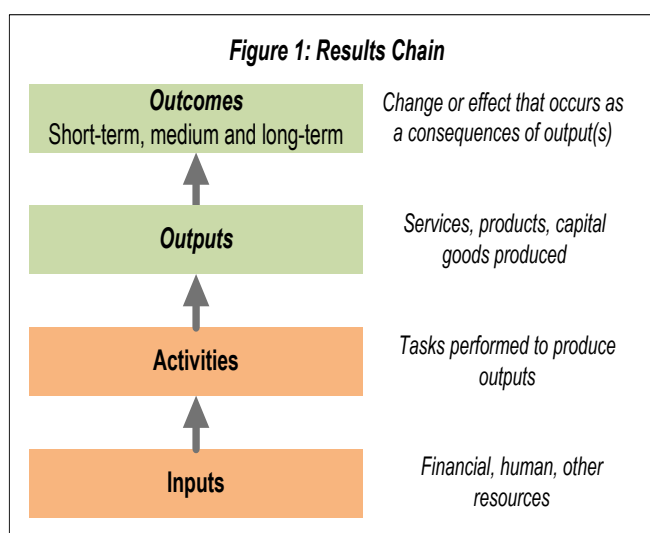 Figure 1: Results Chain
Outcomes
Short-term, medium and long-term
Change or effect that occurs as
a consequences of output(s)
Outputs
Services, products, capital
goods produced
Activities
Tasks performed to produce
outputs
Inputs
Financial, human, other
resources